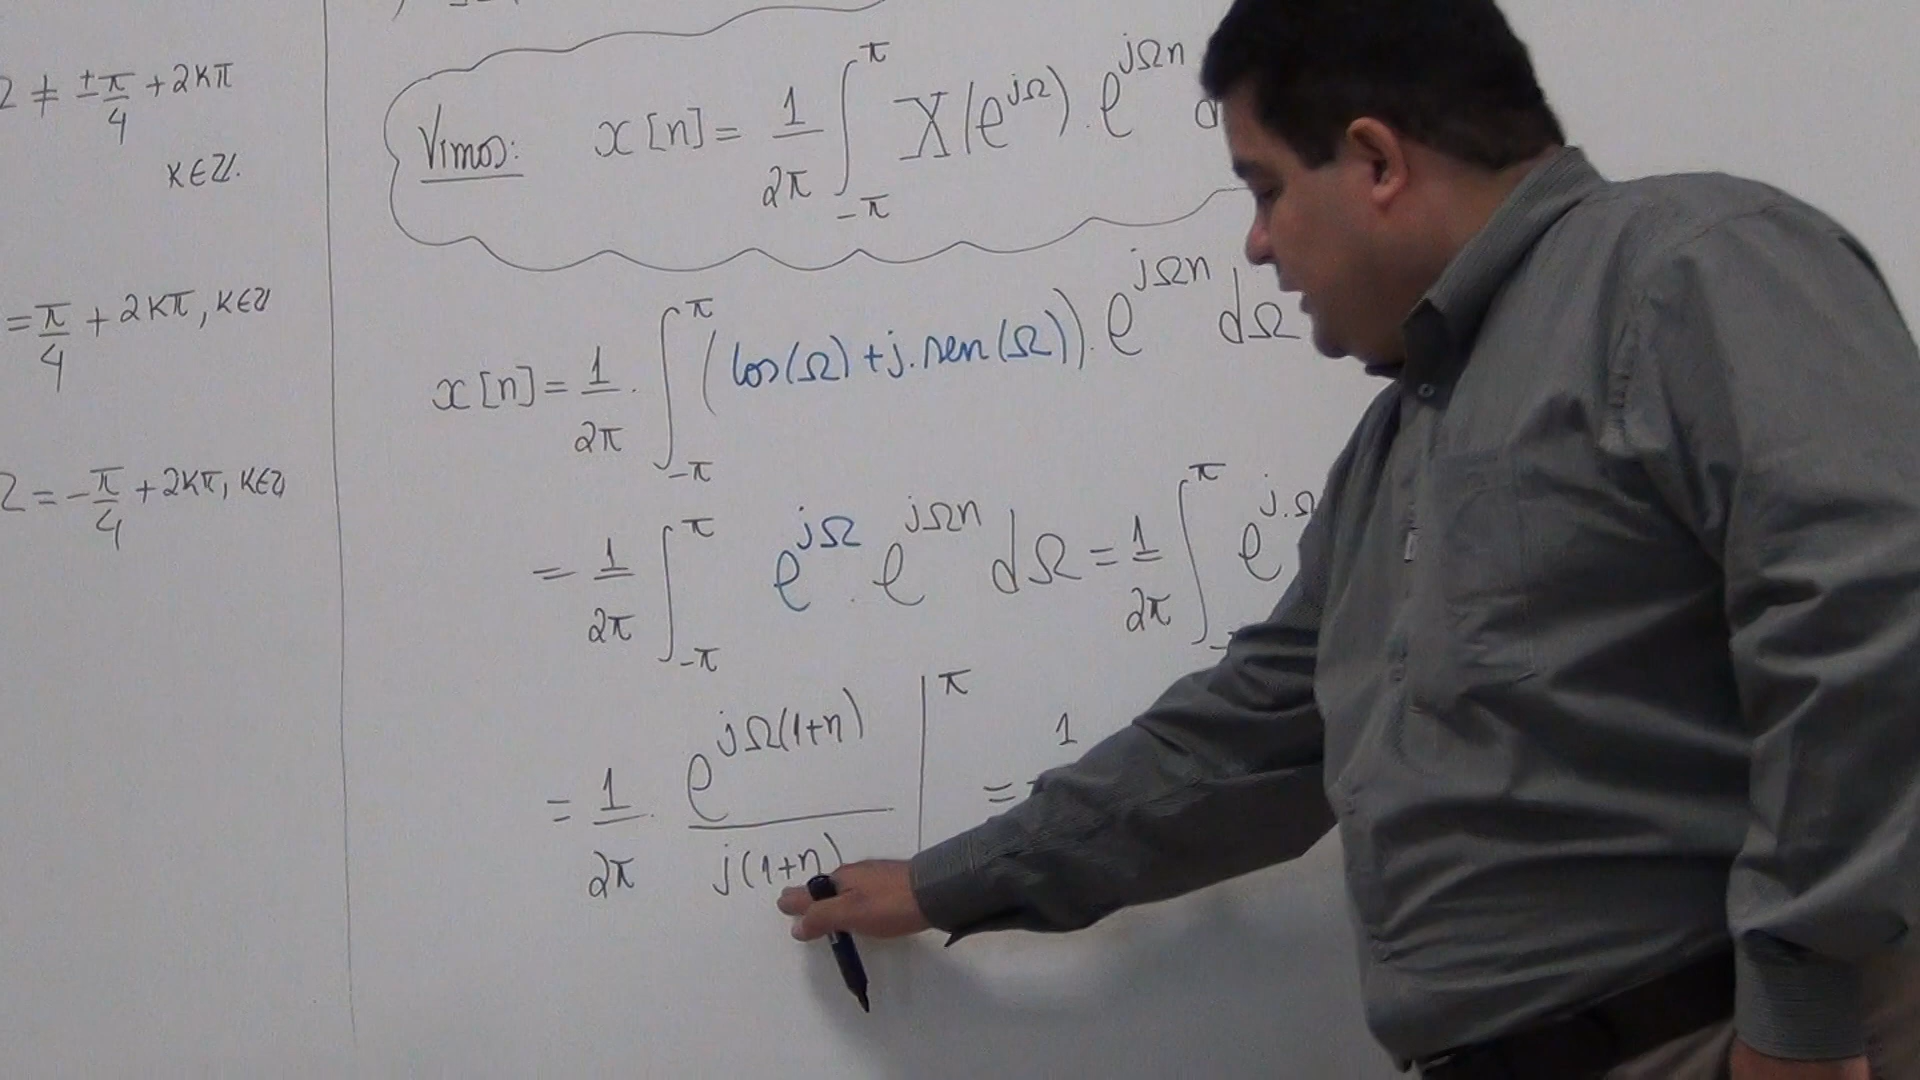 ≠ ±π/4 + 2kπ
k∈ℤ.
= π/4 + 2kπ, k∈ℤ
= -π/4 + 2kπ, k∈ℤ
Vimos: x[n] = 1/2π ∫_{-π}^{π} X(e^{jΩ}) . e^{jΩn} d
x[n] = 1/2π . ∫_{-π}^{π} (cos(Ω) + j.sen(Ω)) . e^{jΩn} dΩ
= 1/2π ∫_{-π}^{π} e^{jΩ} . e^{jΩn} dΩ = 1/2π ∫_{-π}^{π} e^{j.Ω
= 1/2π . e^{jΩ(1+n)}/j(1+n) |^{π} = 1